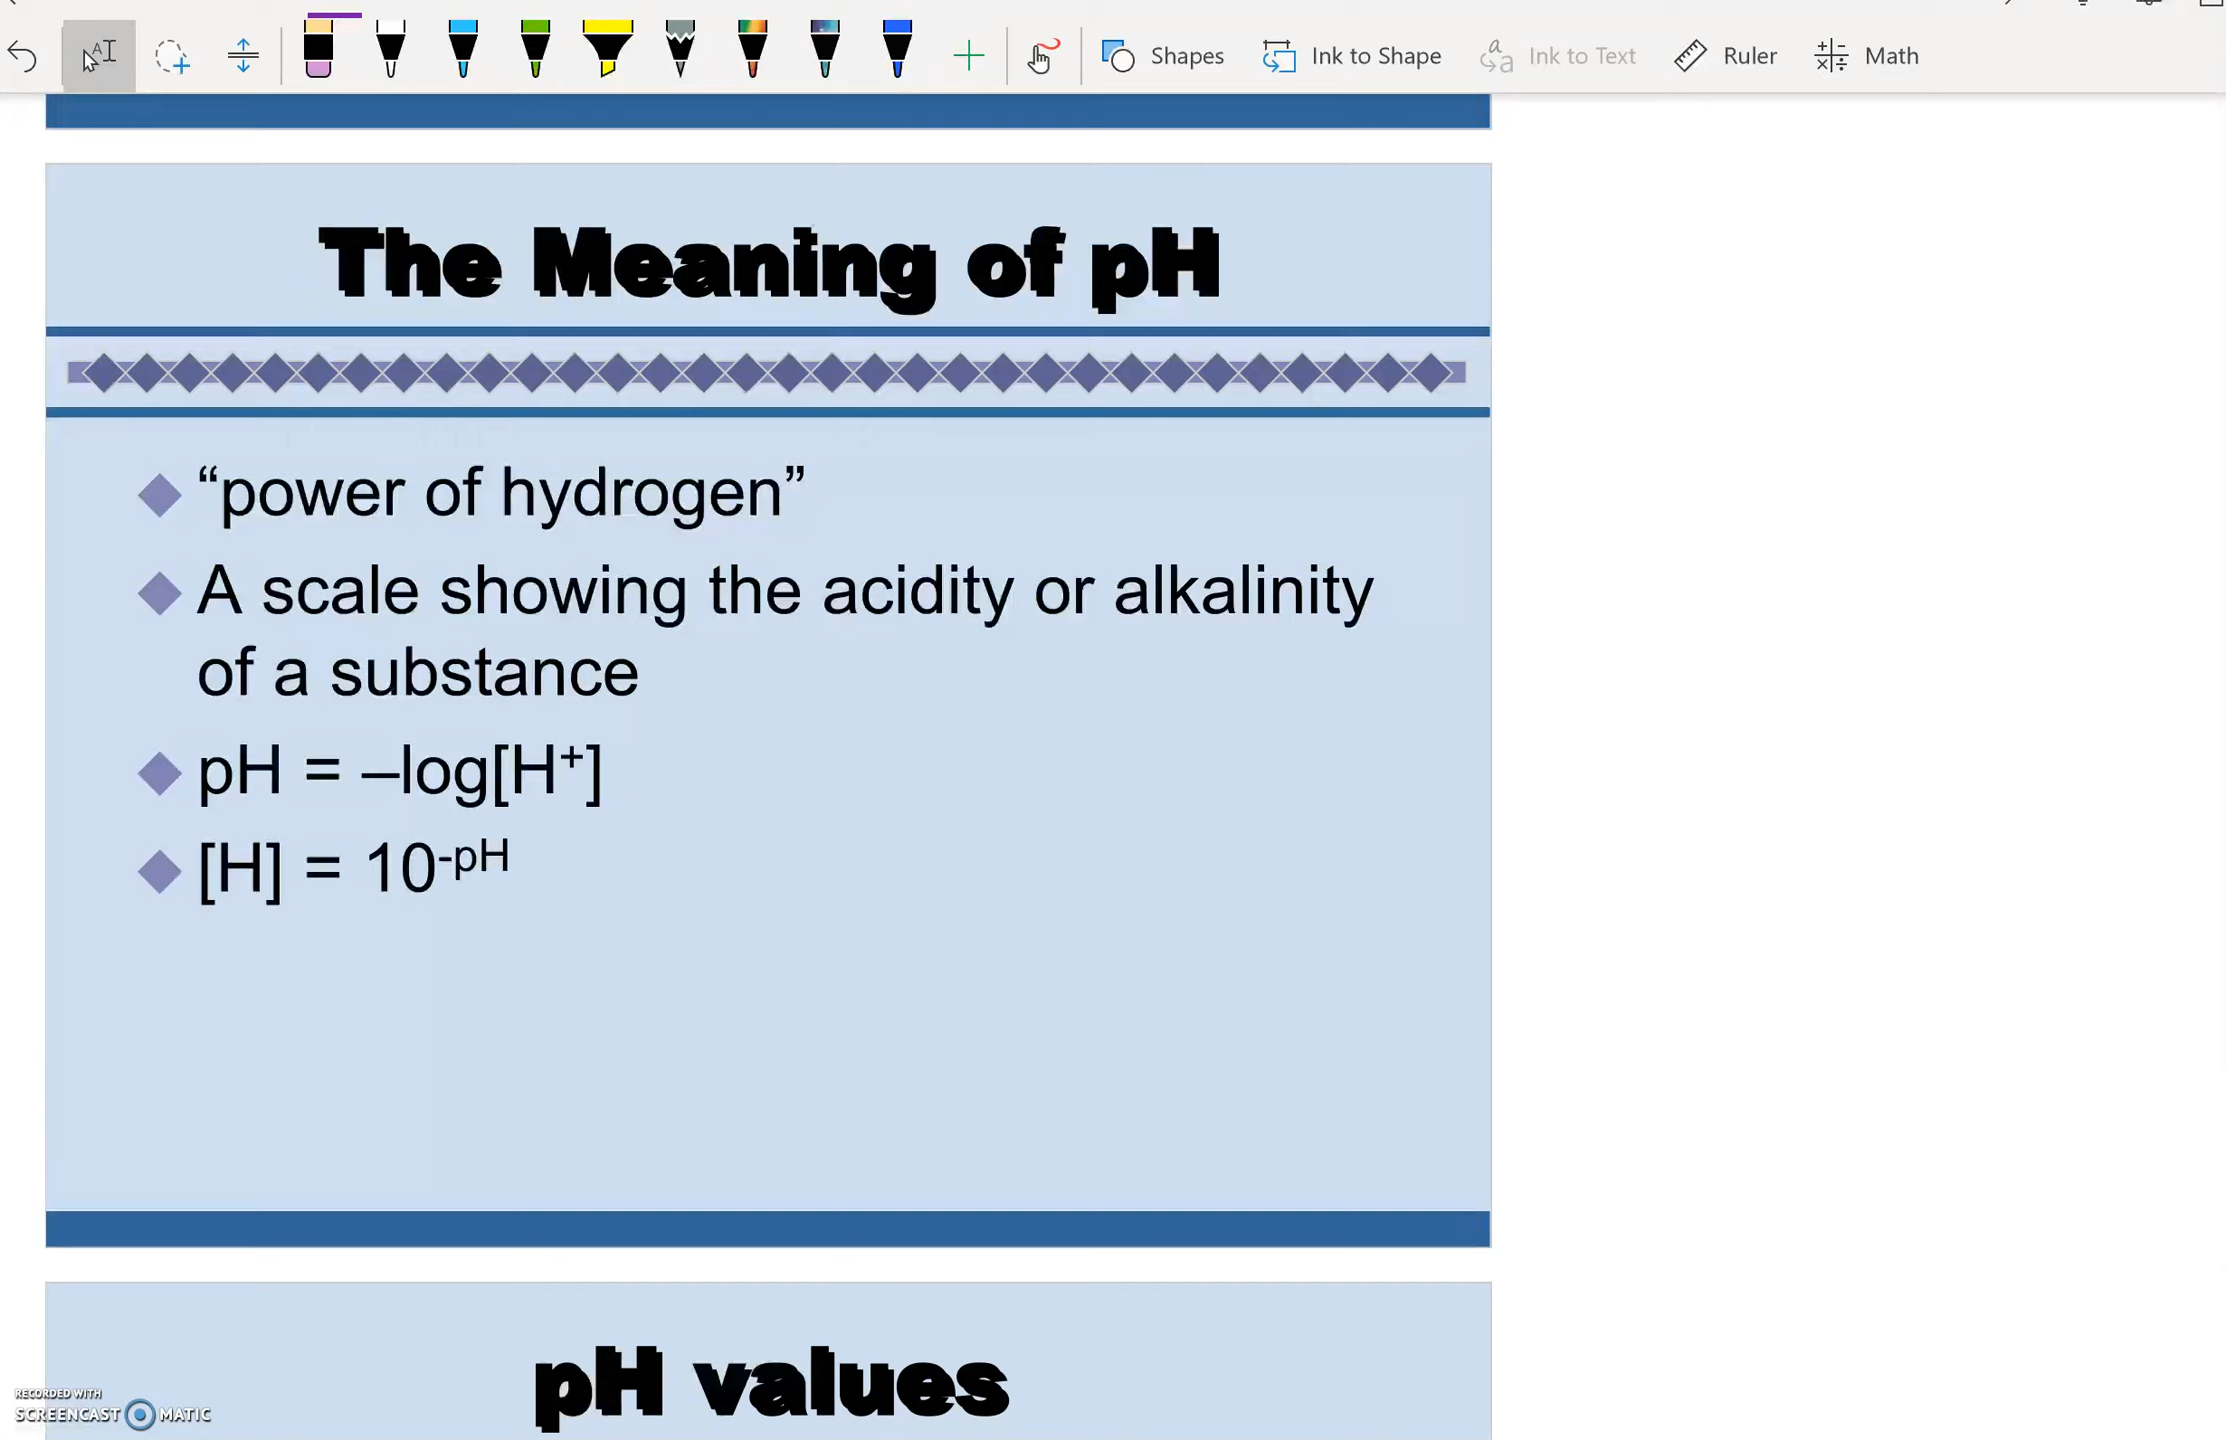 Shapes Ink to Shape Ink to Text Ruler Math
The Meaning of pH
“power of hydrogen”
A scale showing the acidity or alkalinity
of a substance
pH = –log[H⁺]
[H] = 10⁻ᵖᴴ
pH values
RECORDED WITH
SCREENCAST MATIC